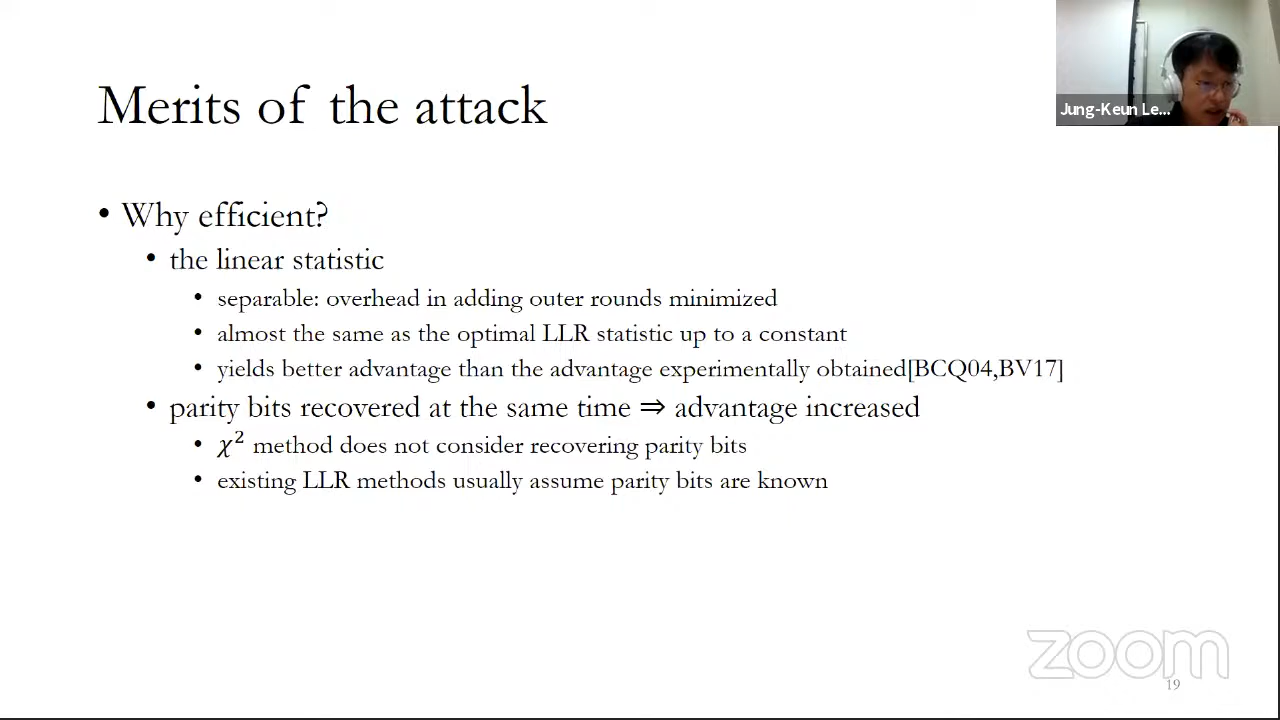 Merits of the attack
Jung-Keun Le...
• Why efficient?
• the linear statistic
• separable: overhead in adding outer rounds minimized
• almost the same as the optimal LLR statistic up to a constant
• yields better advantage than the advantage experimentally obtained[BCQ04,BV17]
• parity bits recovered at the same time ⇒ advantage increased
• χ² method does not consider recovering parity bits
• existing LLR methods usually assume parity bits are known
zoom
19